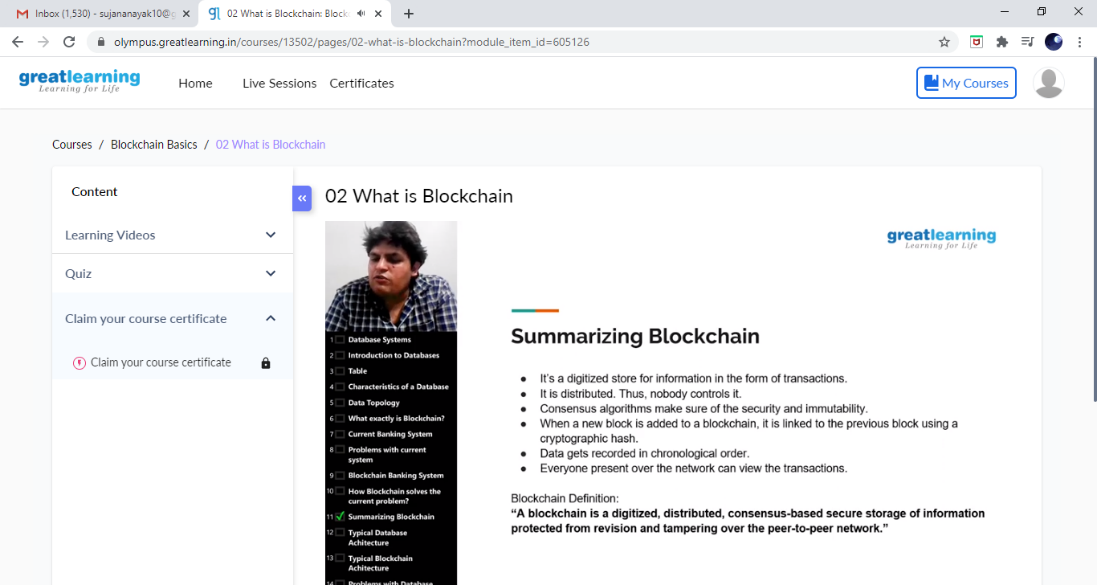 Inbox (1,530) - sujananayak10@g
02 What is Blockchain: Block
olympus.greatlearning.in/courses/13502/pages/02-what-is-blockchain?module_item_id=605126
greatlearning
Learning for Life
Home
Live Sessions
Certificates
My Courses
Courses / Blockchain Basics / 02 What is Blockchain
Content
Learning Videos
Quiz
Claim your course certificate
Claim your course certificate
«
02 What is Blockchain
1 Database Systems
2 Introduction to Databases
3 Table
4 Characteristics of a Database
5 Data Topology
6 What exactly is Blockchain?
7 Current Banking System
8 Problems with current
system
9 Blockchain Banking System
10 How Blockchain solves the
current problem?
11 Summarizing Blockchain
12 Typical Database
Achitecture
13 Typical Blockchain
Achitecture
14 Problems with Database
greatlearning
Learning for Life
Summarizing Blockchain
● It's a digitized store for information in the form of transactions.
● It is distributed. Thus, nobody controls it.
● Consensus algorithms make sure of the security and immutability.
● When a new block is added to a blockchain, it is linked to the previous block using a
cryptographic hash.
● Data gets recorded in chronological order.
● Everyone present over the network can view the transactions.
Blockchain Definition:
“A blockchain is a digitized, distributed, consensus-based secure storage of information
protected from revision and tampering over the peer-to-peer network.”